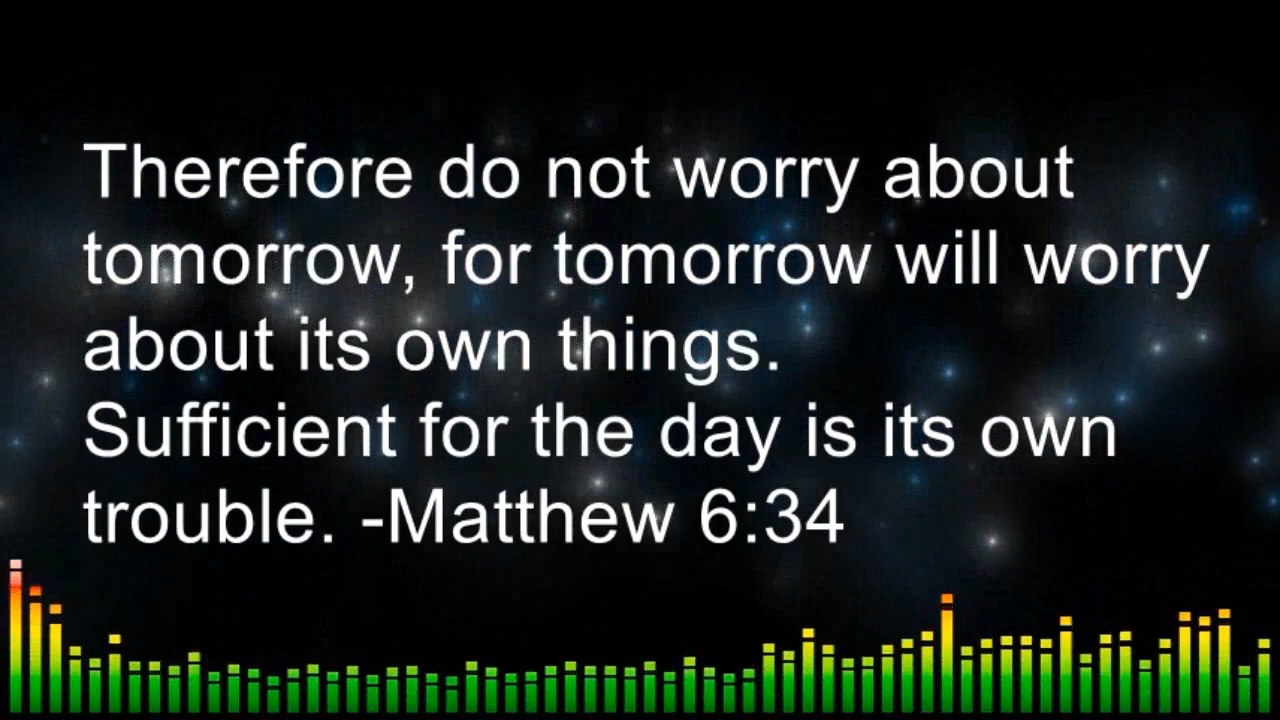 Therefore do not worry about
tomorrow, for tomorrow will worry
about its own things.
Sufficient for the day is its own
trouble. -Matthew 6:34